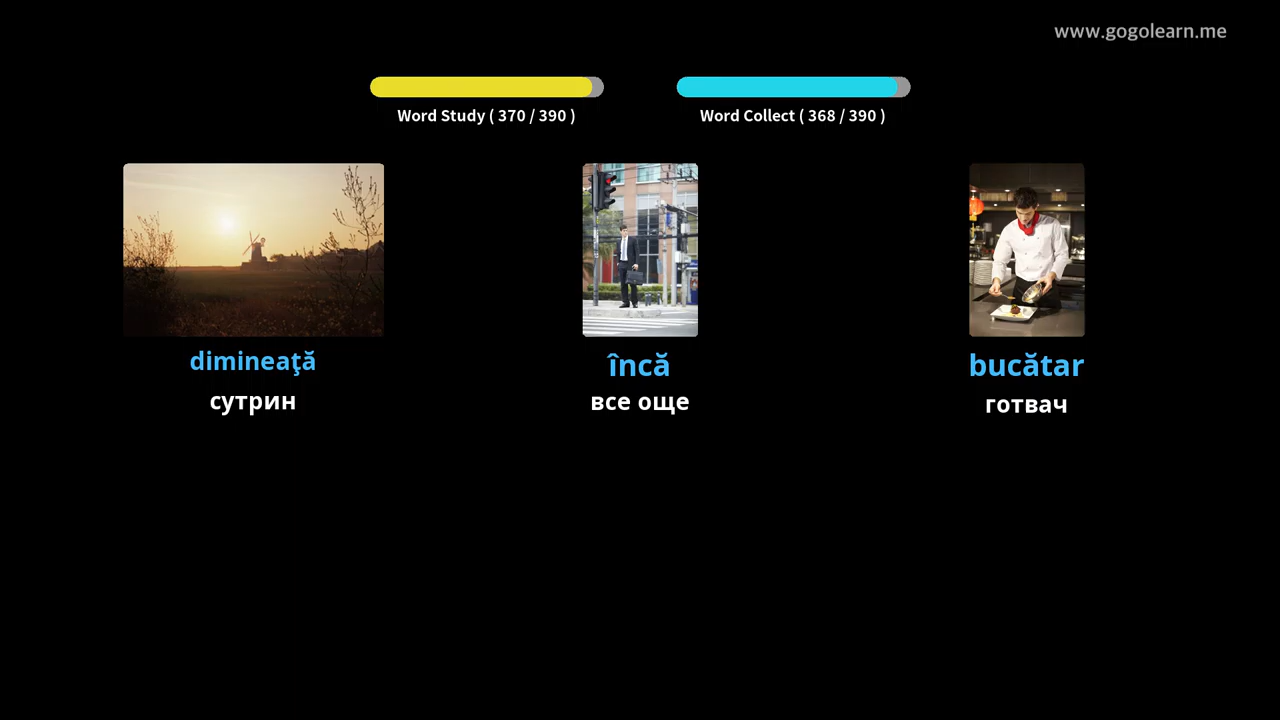 www.gogolearn.me
Word Study ( 370 / 390 )
Word Collect ( 368 / 390 )
dimineaţă
încă
bucătar
сутрин
все още
готвач